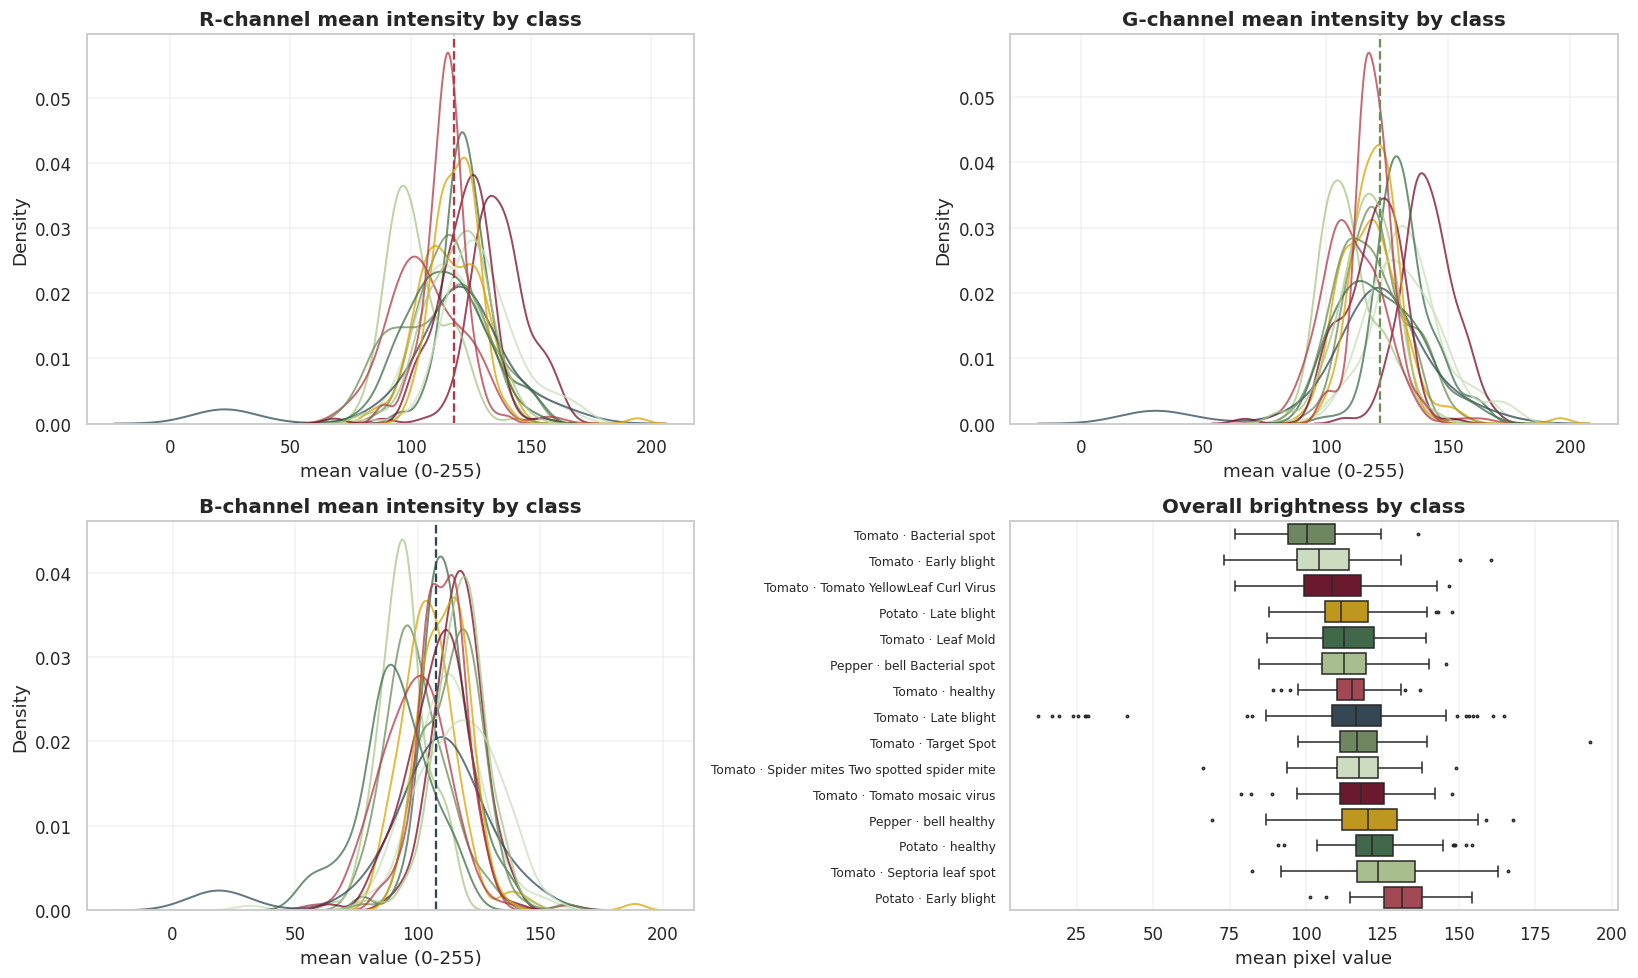 R-channel mean intensity by class
Density
0.05
0.04
0.03
0.02
0.01
0.00
0
50
100
150
200
mean value (0-255)
G-channel mean intensity by class
Density
0.05
0.04
0.03
0.02
0.01
0.00
0
50
100
150
200
mean value (0-255)
B-channel mean intensity by class
Density
0.04
0.03
0.02
0.01
0.00
0
50
100
150
200
mean value (0-255)
Overall brightness by class
Tomato · Bacterial spot
Tomato · Early blight
Tomato · Tomato YellowLeaf Curl Virus
Potato · Late blight
Tomato · Leaf Mold
Pepper · bell Bacterial spot
Tomato · healthy
Tomato · Late blight
Tomato · Target Spot
Tomato · Spider mites Two spotted spider mite
Tomato · Tomato mosaic virus
Pepper · bell healthy
Potato · healthy
Tomato · Septoria leaf spot
Potato · Early blight
25
50
75
100
125
150
175
200
mean pixel value